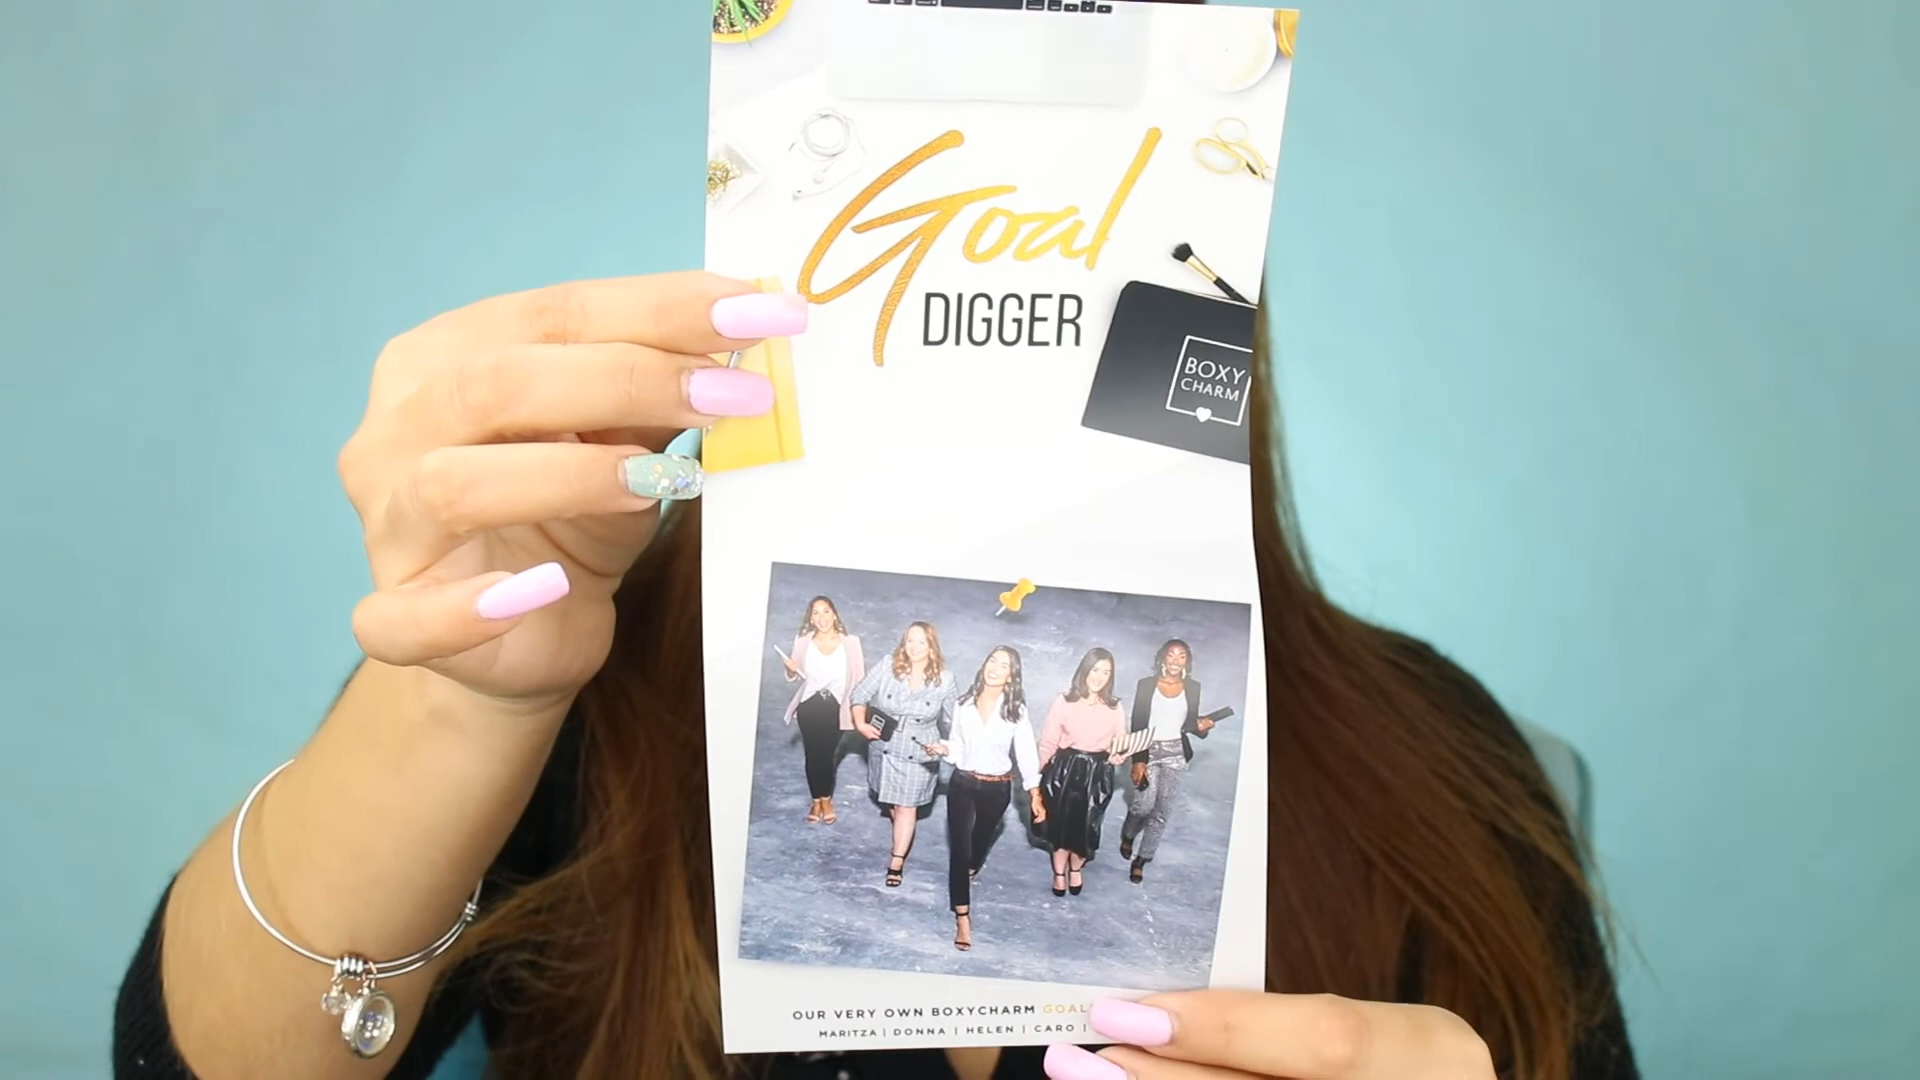 Goal
DIGGER
BOXY
CHARM
OUR VERY OWN BOXYCHARM GOAL
MARITZA | DONNA | HELEN | CARO |